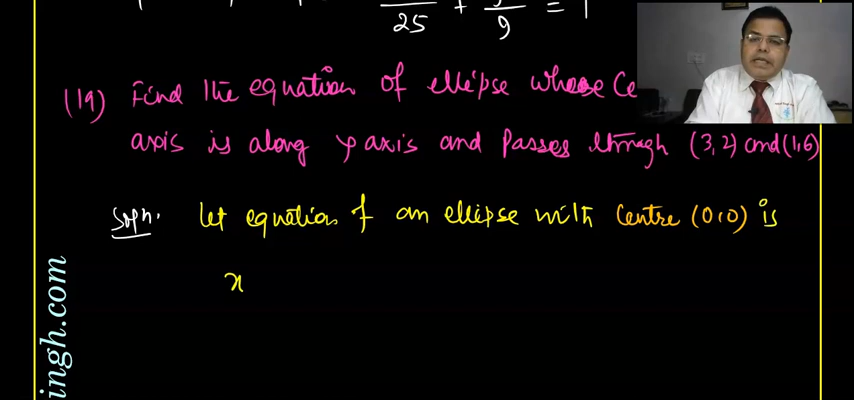 25 + 9 = 1
(19) Find the equation of ellipse whose Ce
axis is along y axis and Passes through (3,2) and (1,6)
Soln. Let equation of an ellipse with Centre (0,0) is
x
ingh.com